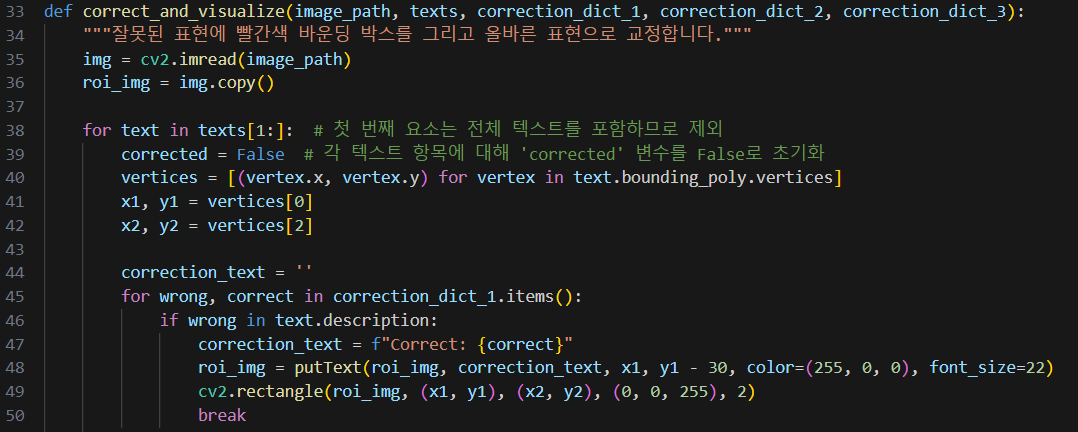 33 def correct_and_visualize(image_path, texts, correction_dict_1, correction_dict_2, correction_dict_3):
34     """잘못된 표현에 빨간색 바운딩 박스를 그리고 올바른 표현으로 교정합니다."""
35     img = cv2.imread(image_path)
36     roi_img = img.copy()
37
38     for text in texts[1:]:  # 첫 번째 요소는 전체 텍스트를 포함하므로 제외
39         corrected = False  # 각 텍스트 항목에 대해 'corrected' 변수를 False로 초기화
40         vertices = [(vertex.x, vertex.y) for vertex in text.bounding_poly.vertices]
41         x1, y1 = vertices[0]
42         x2, y2 = vertices[2]
43
44         correction_text = ''
45         for wrong, correct in correction_dict_1.items():
46             if wrong in text.description:
47                 correction_text = f"Correct: {correct}"
48                 roi_img = putText(roi_img, correction_text, x1, y1 - 30, color=(255, 0, 0), font_size=22)
49                 cv2.rectangle(roi_img, (x1, y1), (x2, y2), (0, 0, 255), 2)
50                 break